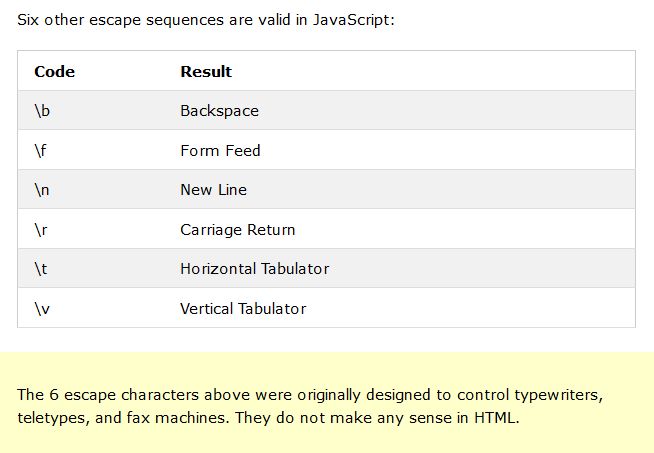 Six other escape sequences are valid in JavaScript:
Code Result
\b Backspace
\f Form Feed
\n New Line
\r Carriage Return
\t Horizontal Tabulator
\v Vertical Tabulator
The 6 escape characters above were originally designed to control typewriters,
teletypes, and fax machines. They do not make any sense in HTML.